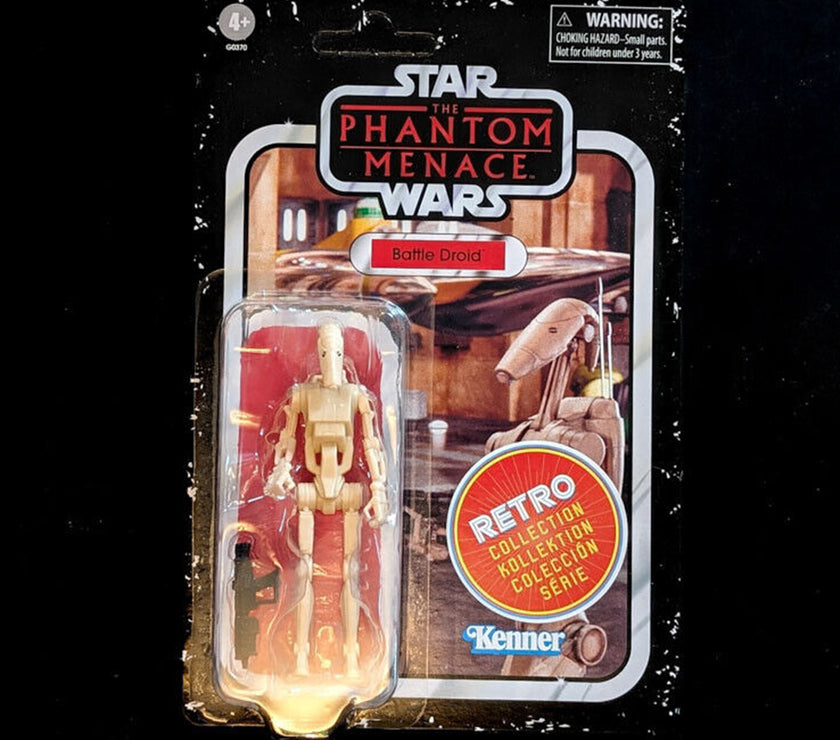 4+
G0370
WARNING:
CHOKING HAZARD–Small parts.
Not for children under 3 years.
STAR
THE
PHANTOM
MENACE™
WARS
Battle Droid
RETRO
COLLECTION
KOLLEKTION
COLECCIÓN
SÉRIE
Kenner